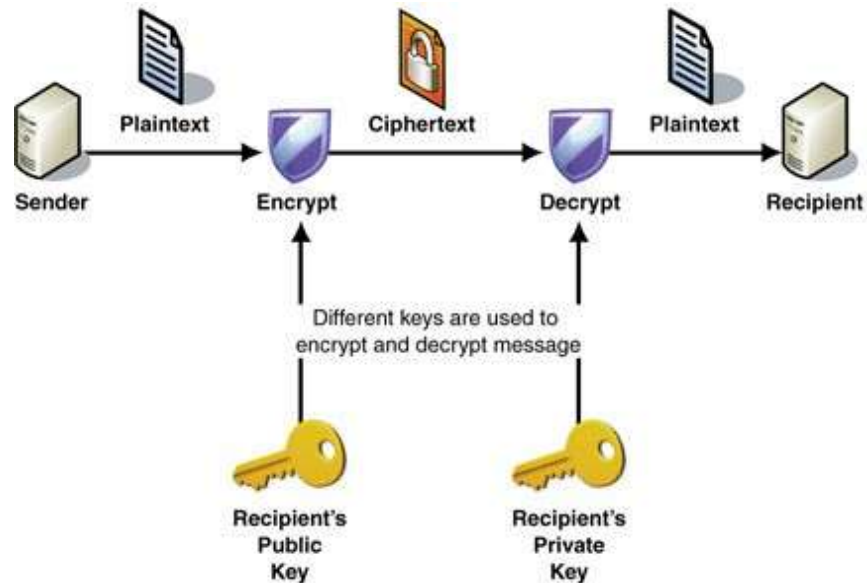 Plaintext
Ciphertext
Plaintext
Sender
Encrypt
Decrypt
Recipient
Different keys are used to
encrypt and decrypt message
Recipient's
Public
Key
Recipient's
Private
Key